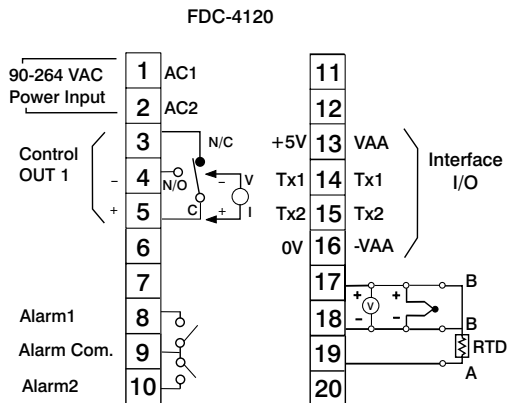 FDC-4120
90-264 VAC
Power Input
1 AC1
2 AC2
Control
OUT 1
3 N/C
– 4 N/O – V
+ 5 C + I
6
7
Alarm1 8
Alarm Com. 9
Alarm2 10
11
12
+5V 13 VAA
Tx1 14 Tx1
Tx2 15 Tx2
0V 16 -VAA
Interface
I/O
17 + V + B
18 – – B
19 RTD
A
20